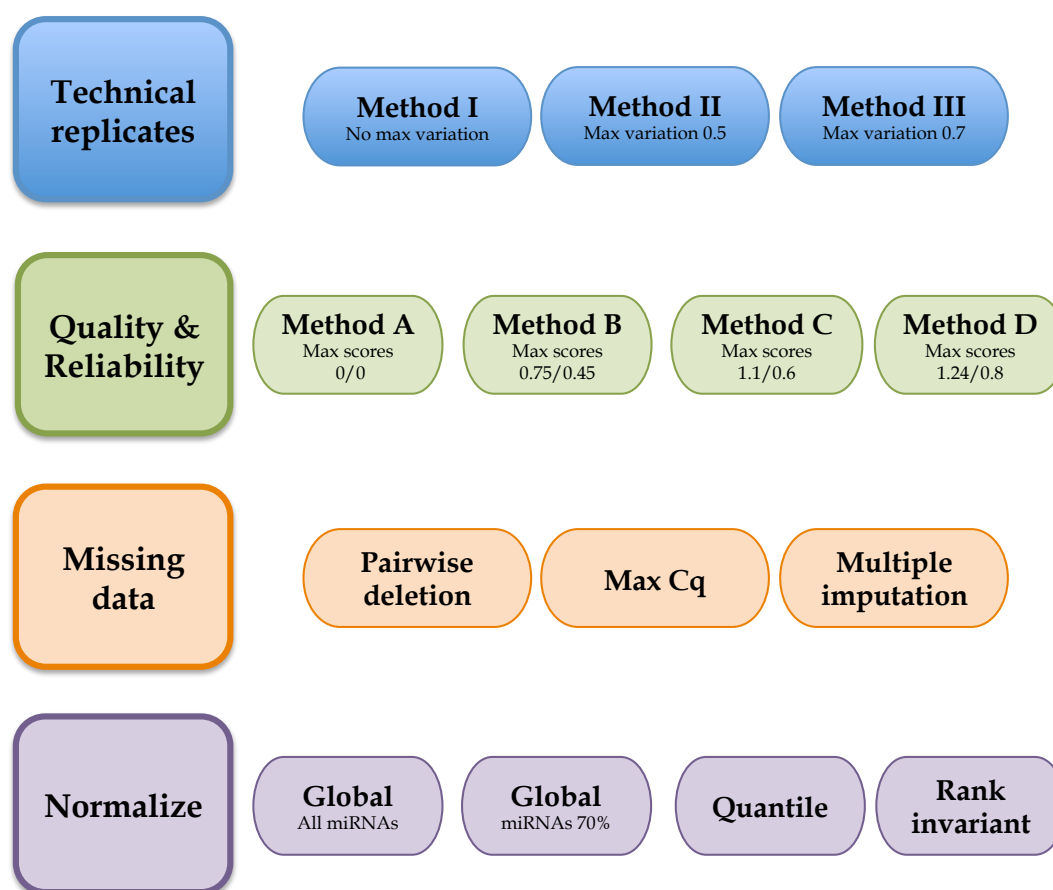 Technical
replicates
Method I
No max variation
Method II
Max variation 0.5
Method III
Max variation 0.7
Quality &
Reliability
Method A
Max scores
0/0
Method B
Max scores
0.75/0.45
Method C
Max scores
1.1/0.6
Method D
Max scores
1.24/0.8
Missing
data
Pairwise
deletion
Max Cq
Multiple
imputation
Normalize
Global
All miRNAs
Global
miRNAs 70%
Quantile
Rank
invariant